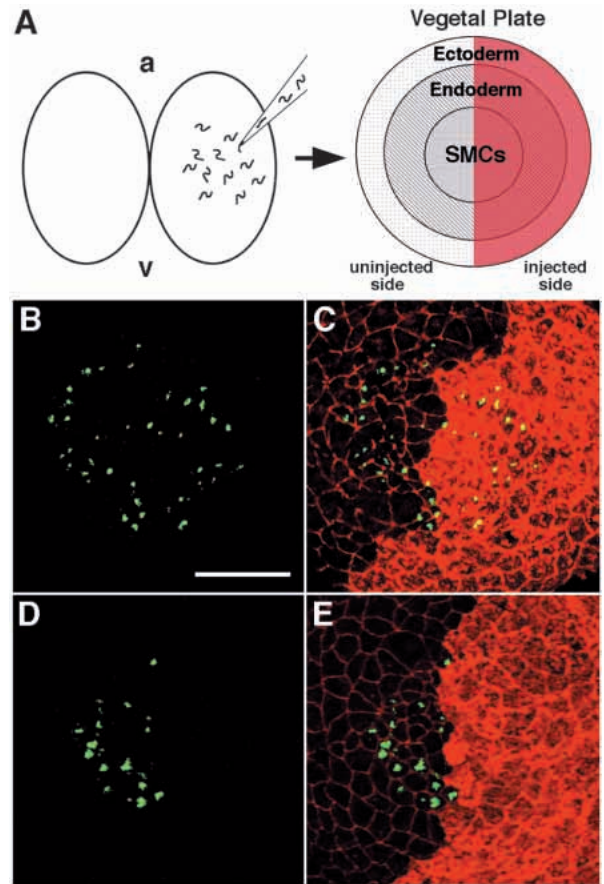 A
Vegetal Plate
a
Ectoderm
Endoderm
SMCs
v
uninjected
side
injected
side
B
C
D
E